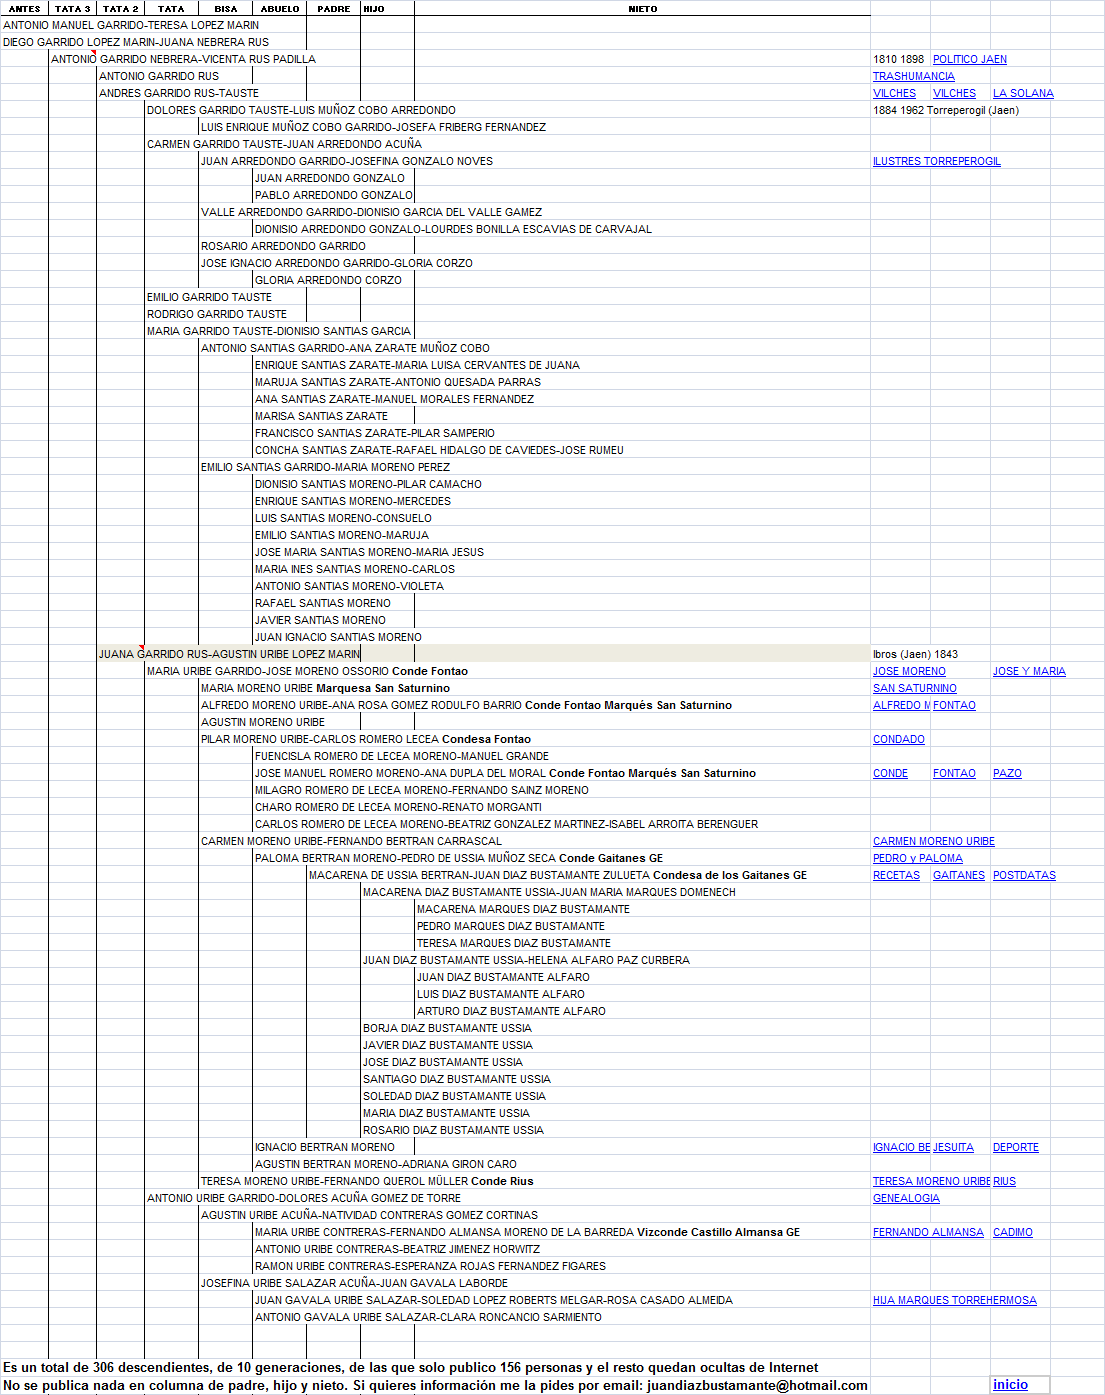 ANTES TATA 3 TATA 2 TATA BISA ABUELO PADRE HIJO NIETO
ANTONIO MANUEL GARRIDO-TERESA LOPEZ MARIN
DIEGO GARRIDO LOPEZ MARIN-JUANA NEBRERA RUS
ANTONIO GARRIDO NEBRERA-VICENTA RUS PADILLA 1810 1898 POLITICO JAEN
ANTONIO GARRIDO RUS TRASHUMANCIA
ANDRES GARRIDO RUS-TAUSTE VILCHES VILCHES LA SOLANA
DOLORES GARRIDO TAUSTE-LUIS MUÑOZ COBO ARREDONDO 1884 1962 Torreperogil (Jaen)
LUIS ENRIQUE MUÑOZ COBO GARRIDO-JOSEFA FRIBERG FERNANDEZ
CARMEN GARRIDO TAUSTE-JUAN ARREDONDO ACUÑA
JUAN ARREDONDO GARRIDO-JOSEFINA GONZALO NOVES ILUSTRES TORREPEROGIL
JUAN ARREDONDO GONZALO
PABLO ARREDONDO GONZALO
VALLE ARREDONDO GARRIDO-DIONISIO GARCIA DEL VALLE GAMEZ
DIONISIO ARREDONDO GONZALO-LOURDES BONILLA ESCAVIAS DE CARVAJAL
ROSARIO ARREDONDO GARRIDO
JOSE IGNACIO ARREDONDO GARRIDO-GLORIA CORZO
GLORIA ARREDONDO CORZO
EMILIO GARRIDO TAUSTE
RODRIGO GARRIDO TAUSTE
MARIA GARRIDO TAUSTE-DIONISIO SANTIAS GARCIA
ANTONIO SANTIAS GARRIDO-ANA ZARATE MUÑOZ COBO
ENRIQUE SANTIAS ZARATE-MARIA LUISA CERVANTES DE JUANA
MARUJA SANTIAS ZARATE-ANTONIO QUESADA PARRAS
ANA SANTIAS ZARATE-MANUEL MORALES FERNANDEZ
MARISA SANTIAS ZARATE
FRANCISCO SANTIAS ZARATE-PILAR SAMPERIO
CONCHA SANTIAS ZARATE-RAFAEL HIDALGO DE CAVIEDES-JOSE RUMEU
EMILIO SANTIAS GARRIDO-MARIA MORENO PEREZ
DIONISIO SANTIAS MORENO-PILAR CAMACHO
ENRIQUE SANTIAS MORENO-MERCEDES
LUIS SANTIAS MORENO-CONSUELO
EMILIO SANTIAS MORENO-MARUJA
JOSE MARIA SANTIAS MORENO-MARIA JESUS
MARIA INES SANTIAS MORENO-CARLOS
ANTONIO SANTIAS MORENO-VIOLETA
RAFAEL SANTIAS MORENO
JAVIER SANTIAS MORENO
JUAN IGNACIO SANTIAS MORENO
JUANA GARRIDO RUS-AGUSTIN URIBE LOPEZ MARIN Ibros (Jaen) 1843
MARIA URIBE GARRIDO-JOSE MORENO OSSORIO Conde Fontao JOSE MORENO JOSE Y MARIA
MARIA MORENO URIBE Marquesa San Saturnino SAN SATURNINO
ALFREDO MORENO URIBE-ANA ROSA GOMEZ RODULFO BARRIO Conde Fontao Marqués San Saturnino ALFREDO M FONTAO
AGUSTIN MORENO URIBE
PILAR MORENO URIBE-CARLOS ROMERO LECEA Condesa Fontao CONDADO
FUENCISLA ROMERO DE LECEA MORENO-MANUEL GRANDE
JOSE MANUEL ROMERO MORENO-ANA DUPLA DEL MORAL Conde Fontao Marqués San Saturnino CONDE FONTAO PAZO
MILAGRO ROMERO DE LECEA MORENO-FERNANDO SAINZ MORENO
CHARO ROMERO DE LECEA MORENO-RENATO MORGANTI
CARLOS ROMERO DE LECEA MORENO-BEATRIZ GONZALEZ MARTINEZ-ISABEL ARROITA BERENGUER
CARMEN MORENO URIBE-FERNANDO BERTRAN CARRASCAL CARMEN MORENO URIBE
PALOMA BERTRAN MORENO-PEDRO DE USSIA MUÑOZ SECA Conde Gaitanes GE PEDRO y PALOMA
MACARENA DE USSIA BERTRAN-JUAN DIAZ BUSTAMANTE ZULUETA Condesa de los Gaitanes GE RECETAS GAITANES POSTDATAS
MACARENA DIAZ BUSTAMANTE USSIA-JUAN MARIA MARQUES DOMENECH
MACARENA MARQUES DIAZ BUSTAMANTE
PEDRO MARQUES DIAZ BUSTAMANTE
TERESA MARQUES DIAZ BUSTAMANTE
JUAN DIAZ BUSTAMANTE USSIA-HELENA ALFARO PAZ CURBERA
JUAN DIAZ BUSTAMANTE ALFARO
LUIS DIAZ BUSTAMANTE ALFARO
ARTURO DIAZ BUSTAMANTE ALFARO
BORJA DIAZ BUSTAMANTE USSIA
JAVIER DIAZ BUSTAMANTE USSIA
JOSE DIAZ BUSTAMANTE USSIA
SANTIAGO DIAZ BUSTAMANTE USSIA
SOLEDAD DIAZ BUSTAMANTE USSIA
MARIA DIAZ BUSTAMANTE USSIA
ROSARIO DIAZ BUSTAMANTE USSIA
IGNACIO BERTRAN MORENO IGNACIO BE JESUITA DEPORTE
AGUSTIN BERTRAN MORENO-ADRIANA GIRON CARO
TERESA MORENO URIBE-FERNANDO QUEROL MÜLLER Conde Rius TERESA MORENO URIBE RIUS
ANTONIO URIBE GARRIDO-DOLORES ACUÑA GOMEZ DE TORRE GENEALOGIA
AGUSTIN URIBE ACUÑA-NATIVIDAD CONTRERAS GOMEZ CORTINAS
MARIA URIBE CONTRERAS-FERNANDO ALMANSA MORENO DE LA BARREDA Vizconde Castillo Almansa GE FERNANDO ALMANSA CADIMO
ANTONIO URIBE CONTRERAS-BEATRIZ JIMENEZ HORWITZ
RAMON URIBE CONTRERAS-ESPERANZA ROJAS FERNANDEZ FIGARES
JOSEFINA URIBE SALAZAR ACUÑA-JUAN GAVALA LABORDE
JUAN GAVALA URIBE SALAZAR-SOLEDAD LOPEZ ROBERTS MELGAR-ROSA CASADO ALMEIDA HIJA MARQUES TORREHERMOSA
ANTONIO GAVALA URIBE SALAZAR-CLARA RONCANCIO SARMIENTO
Es un total de 306 descendientes, de 10 generaciones, de las que solo publico 156 personas y el resto quedan ocultas de Internet
No se publica nada en columna de padre, hijo y nieto. Si quieres información me la pides por email: juandiazbustamante@hotmail.com inicio